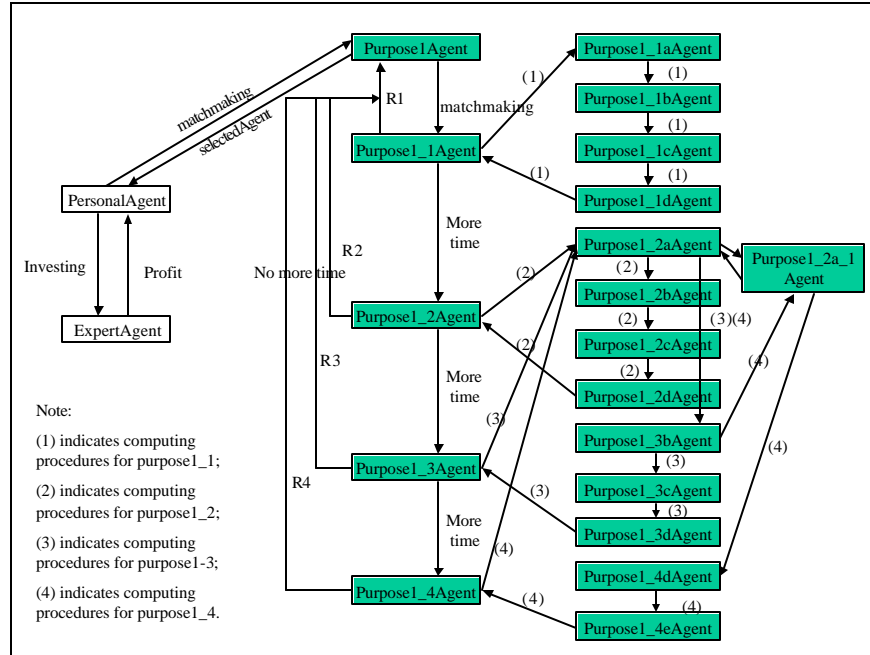 Purpose1Agent
Purpose1_1aAgent
(1)
(1)
Purpose1_1bAgent
R1
matchmaking
matchmaking
selectedAgent
(1)
Purpose1_1Agent
Purpose1_1cAgent
(1)
(1)
PersonalAgent
Purpose1_1dAgent
More
time
Purpose1_2aAgent
R2
Purpose1_2a_1
Agent
Investing
Profit
No more time
(2)
(2)
Purpose1_2bAgent
Purpose1_2Agent
(3)(4)
(2)
ExpertAgent
(2)
Purpose1_2cAgent
R3
(2)
(4)
Purpose1_2dAgent
More
time
Note:
(3)
Purpose1_3bAgent
(4)
(1) indicates computing
procedures for purpose1_1;
Purpose1_3Agent
(3)
R4
(3)
Purpose1_3cAgent
(2) indicates computing
procedures for purpose1_2;
(3)
More
time
Purpose1_3dAgent
(3) indicates computing
procedures for purpose1-3;
(4)
Purpose1_4dAgent
Purpose1_4Agent
(4)
(4)
(4) indicates computing
procedures for purpose1_4.
Purpose1_4eAgent